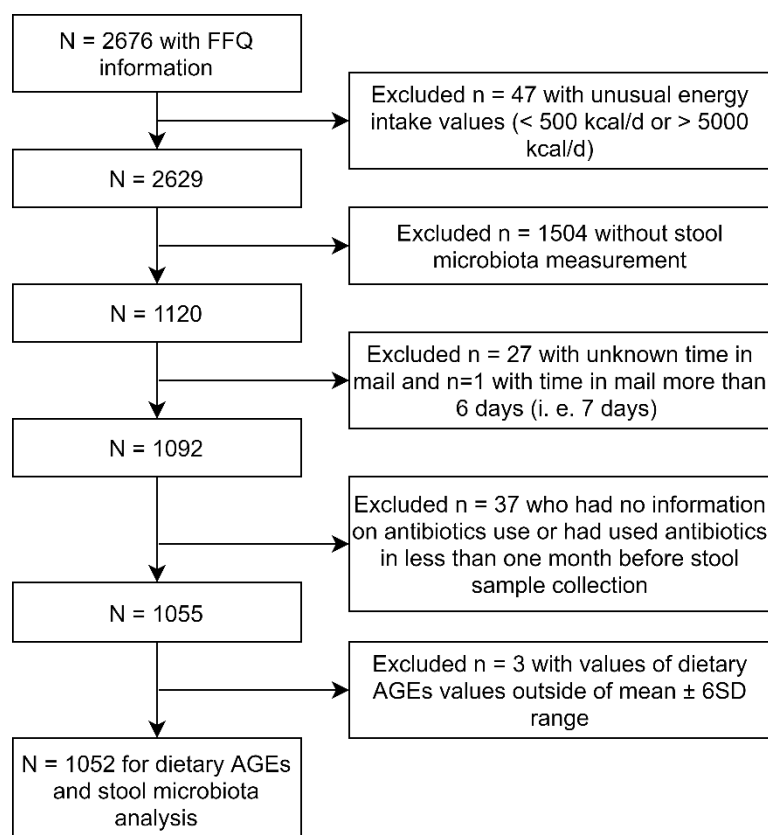 N = 2676 with FFQ
information
Excluded n = 47 with unusual energy
intake values (< 500 kcal/d or > 5000
kcal/d)
N = 2629
Excluded n = 1504 without stool
microbiota measurement
N = 1120
Excluded n = 27 with unknown time in
mail and n=1 with time in mail more than
6 days (i. e. 7 days)
N = 1092
Excluded n = 37 who had no information
on antibiotics use or had used antibiotics
in less than one month before stool
sample collection
N = 1055
Excluded n = 3 with values of dietary
AGEs values outside of mean ± 6SD
range
N = 1052 for dietary AGEs
and stool microbiota
analysis